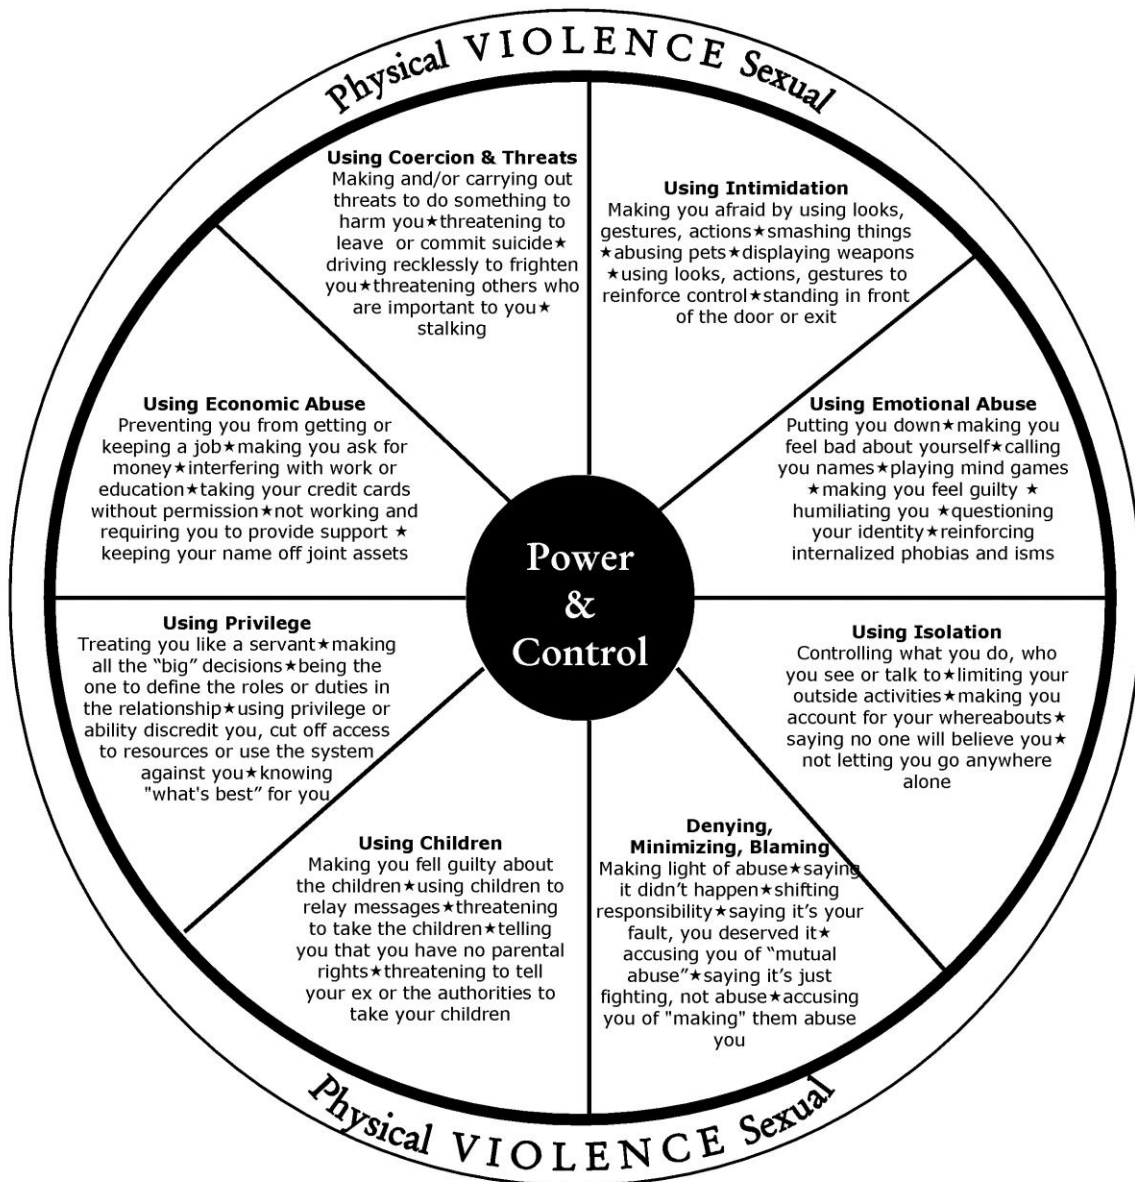 Physical VIOLENCE Sexual
Using Coercion & Threats
Making and/or carrying out
threats to do something to
harm you★threatening to
leave or commit suicide★
driving recklessly to frighten
you★threatening others who
are important to you★
stalking
Using Intimidation
Making you afraid by using looks,
gestures, actions★smashing things
★abusing pets★displaying weapons
★using looks, actions, gestures to
reinforce control★standing in front
of the door or exit
Using Emotional Abuse
Putting you down★making you
feel bad about yourself★calling
you names★playing mind games
★making you feel guilty ★
humiliating you ★questioning
your identity★reinforcing
internalized phobias and isms
Using Isolation
Controlling what you do, who
you see or talk to★limiting your
outside activities★making you
account for your whereabouts★
saying no one will believe you★
not letting you go anywhere
alone
Denying,
Minimizing, Blaming
Making light of abuse★saying
it didn’t happen★shifting
responsibility★saying it’s your
fault, you deserved it★
accusing you of “mutual
abuse”★saying it’s just
fighting, not abuse★accusing
you of "making" them abuse
you
Using Children
Making you fell guilty about
the children★using children to
relay messages★threatening
to take the children★telling
you that you have no parental
rights★threatening to tell
your ex or the authorities to
take your children
Using Privilege
Treating you like a servant★making
all the “big” decisions★being the
one to define the roles or duties in
the relationship★using privilege or
ability discredit you, cut off access
to resources or use the system
against you★knowing
"what's best” for you
Using Economic Abuse
Preventing you from getting or
keeping a job★making you ask for
money★interfering with work or
education★taking your credit cards
without permission★not working and
requiring you to provide support ★
keeping your name off joint assets
Power
&
Control
Physical VIOLENCE Sexual